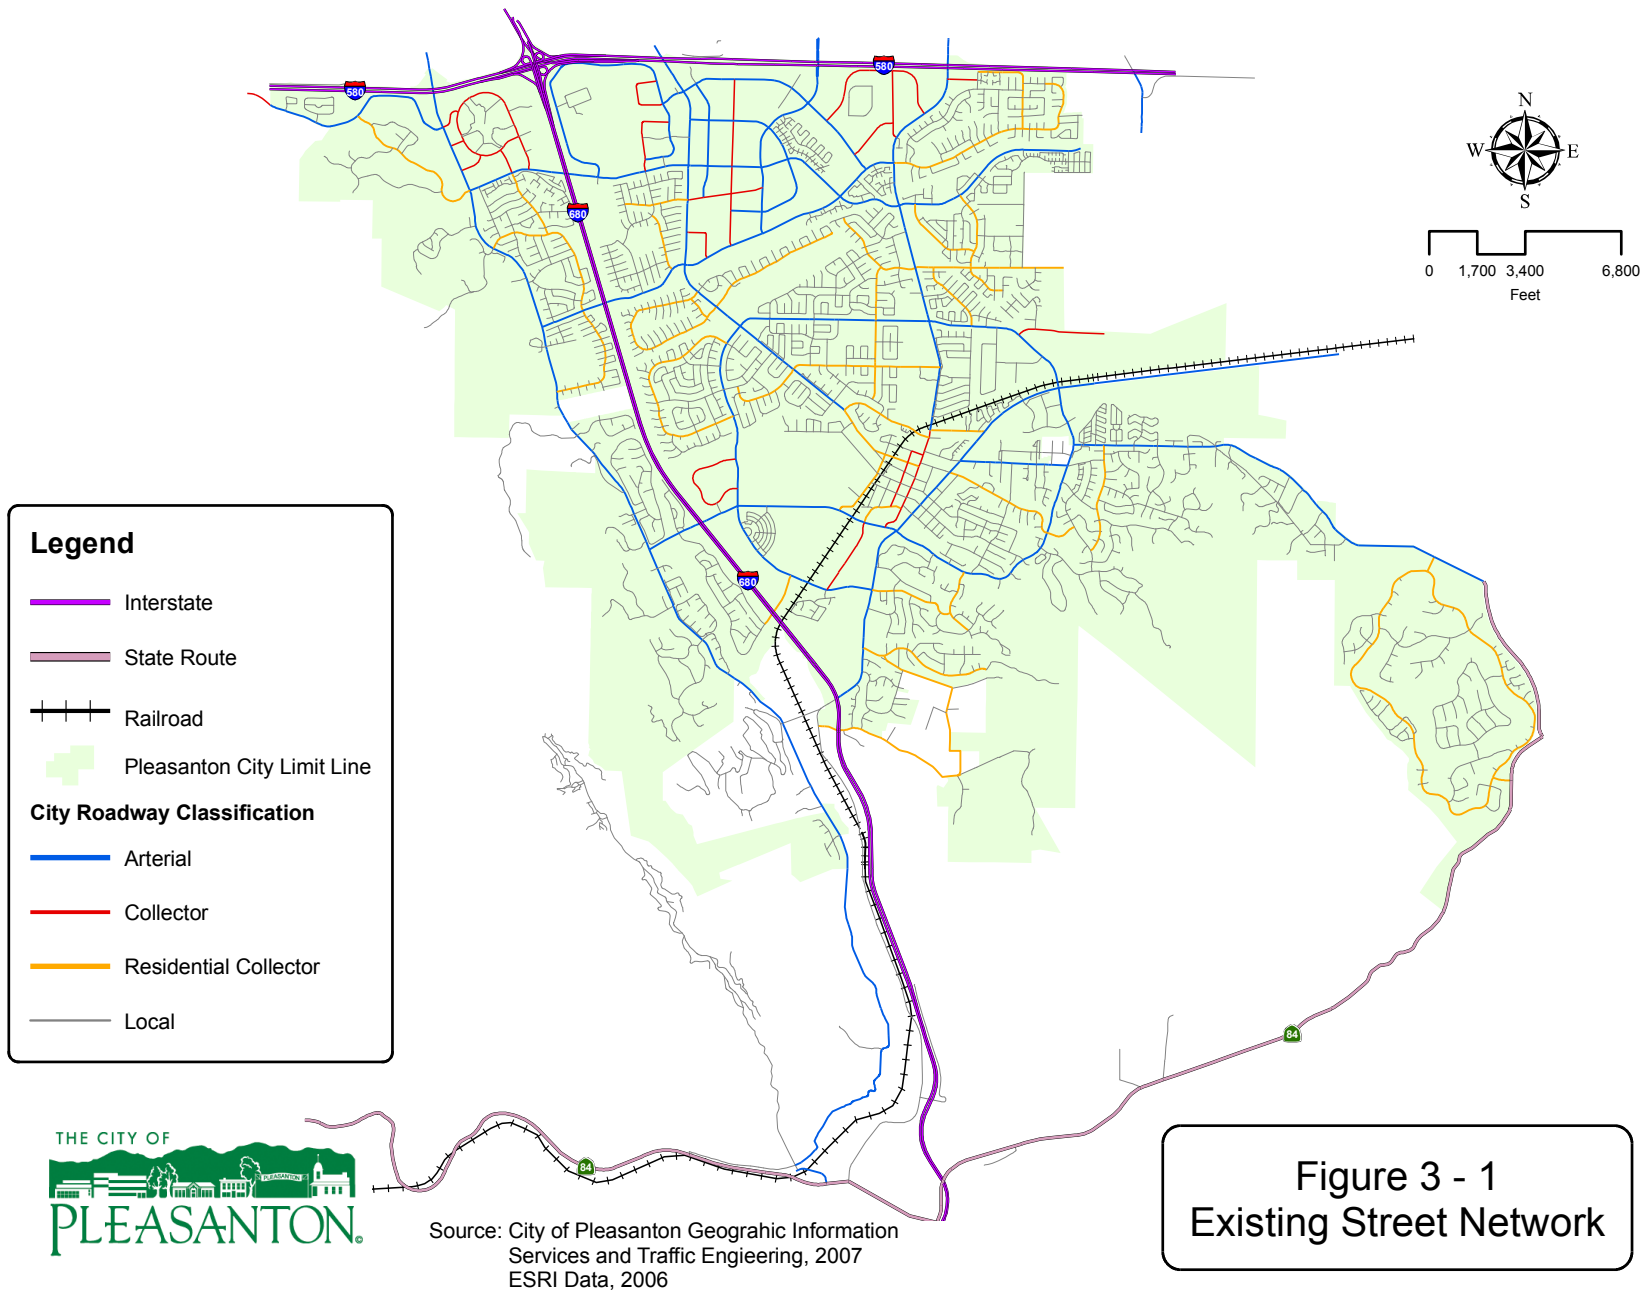 580
580
680
680
84
84
N
W E
S
0 1,700 3,400 6,800
Feet
Legend
Interstate
State Route
Railroad
Pleasanton City Limit Line
City Roadway Classification
Arterial
Collector
Residential Collector
Local
THE CITY OF
PLEASANTON
PLEASANTON.
Source: City of Pleasanton Geograhic Information
Services and Traffic Engieering, 2007
ESRI Data, 2006
Figure 3 - 1
Existing Street Network